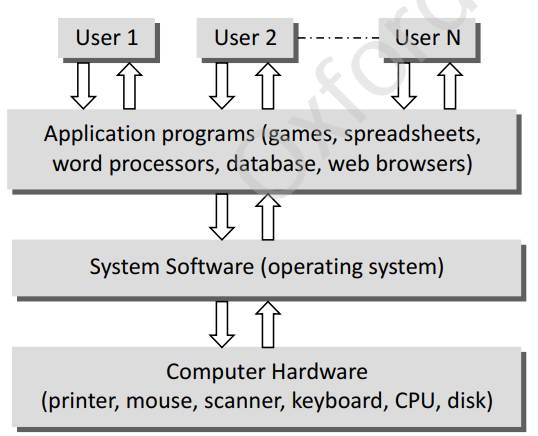 User 1
User 2
User N
Application programs (games, spreadsheets,
word processors, database, web browsers)
System Software (operating system)
Computer Hardware
(printer, mouse, scanner, keyboard, CPU, disk)
Oxford